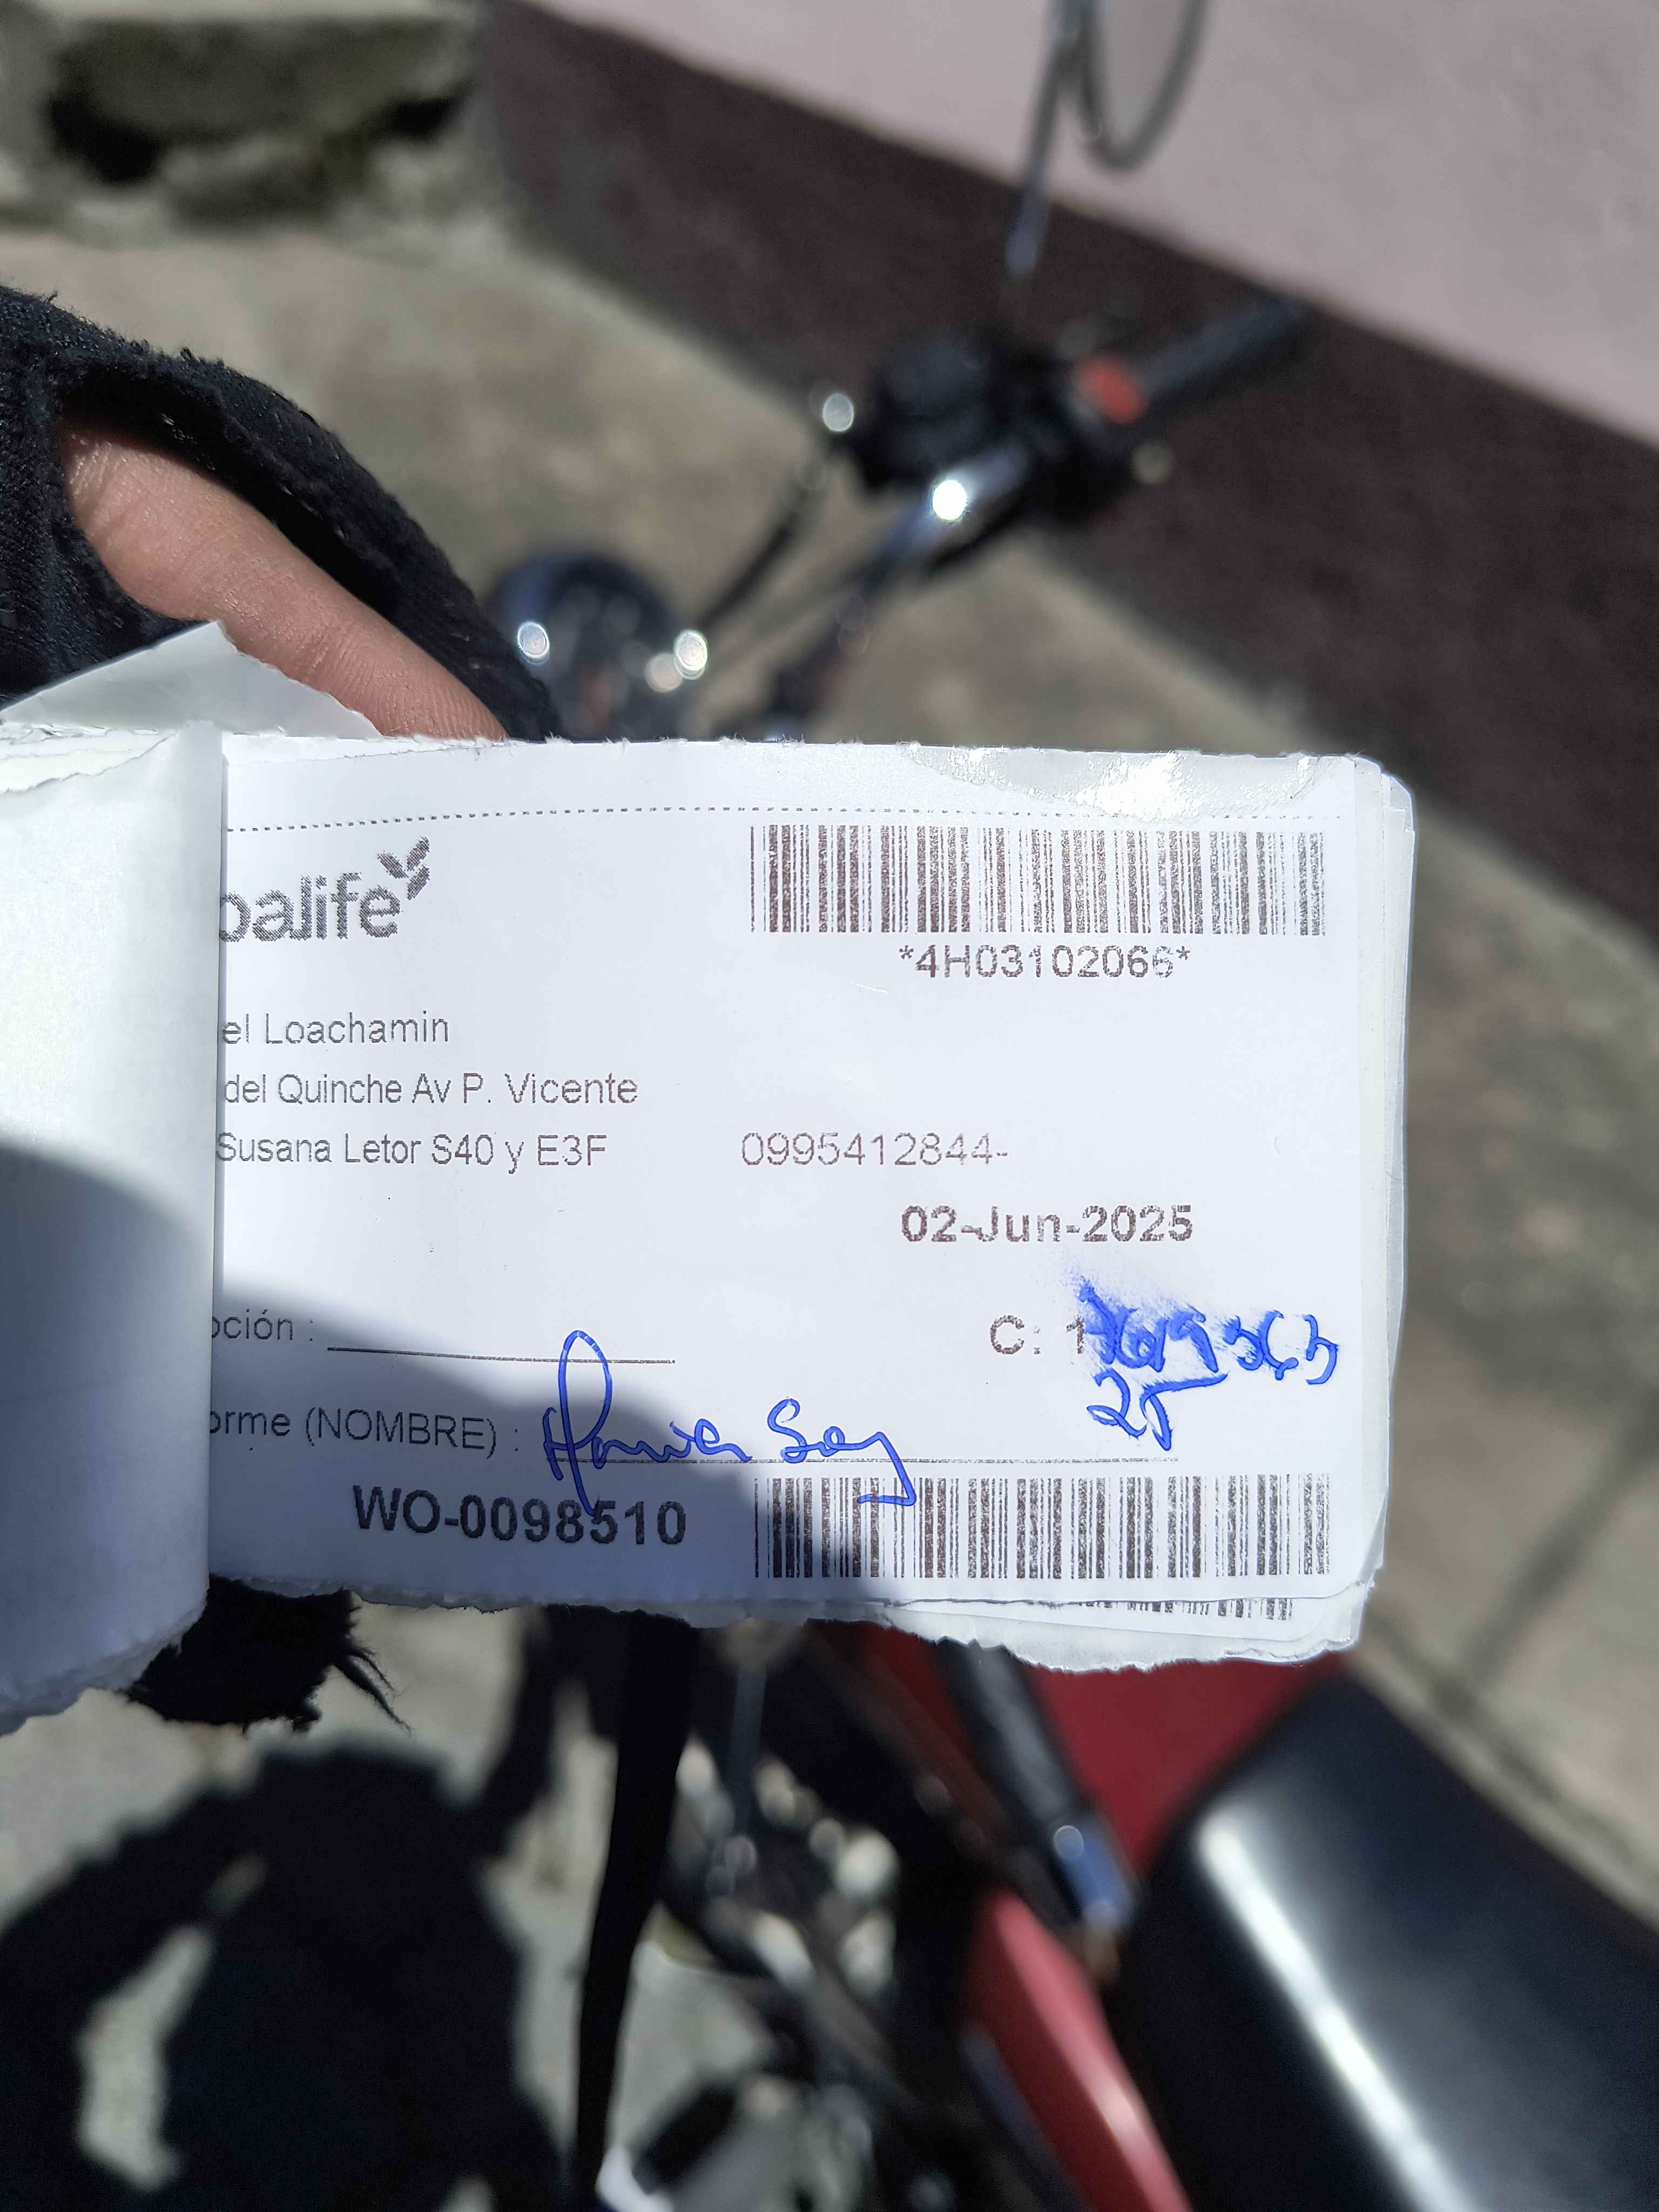 balife
*4H03102066*
el Loachamin
del Quinche Av P. Vicente
Susana Letor S40 y E3F 0995412844-
02-Jun-2025
pción : C: 1
orme (NOMBRE) :
WO-0098510